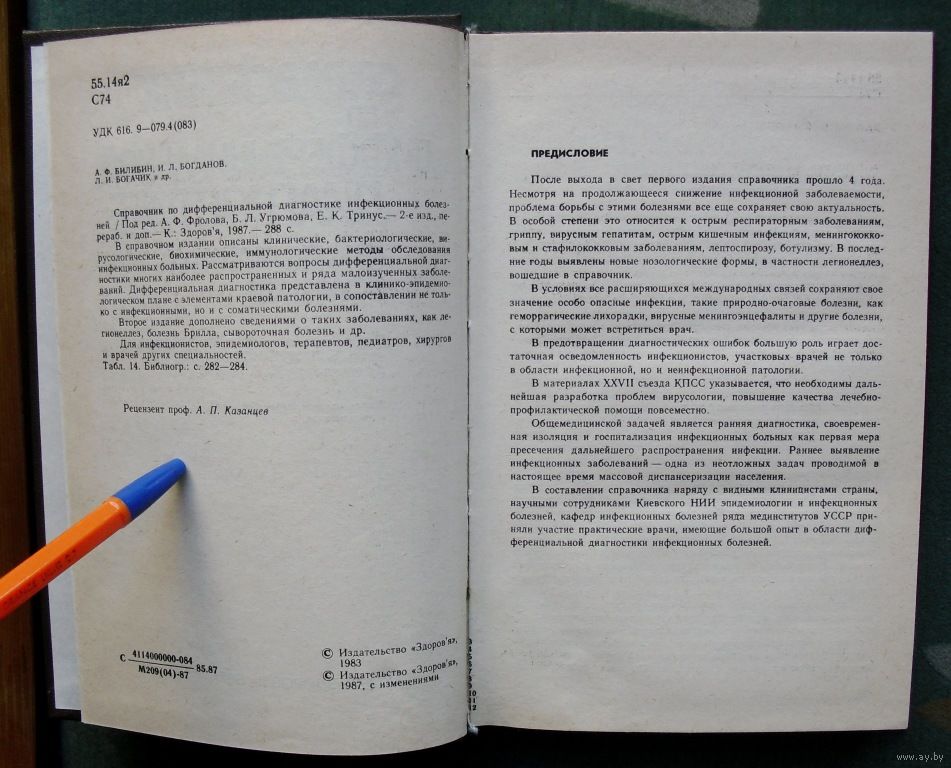 55.14я2
С74
УДК 616. 9—079.4(083)
А. Ф. БИЛИБИН, И. Л. БОГДАНОВ,
Л. И. БОГАЧИК и др.
Справочник по дифференциальной диагностике инфекционных болез-
ней / Под ред. А. Ф. Фролова, Б. Л. Угрюмова, Е. К. Тринус.— 2-е изд., пе-
рераб. и доп.— К.: Здоров'я, 1987.— 288 с.
В справочном издании описаны клинические, бактериологические, ви-
русологические, биохимические, иммунологические методы обследования
инфекционных больных. Рассматриваются вопросы дифференциальной диаг-
ностики многих наиболее распространенных и ряда малоизученных заболе-
ваний. Дифференциальная диагностика представлена в клинико-эпидемио-
логическом плане с элементами краевой патологии, в сопоставлении не толь-
ко с инфекционными, но и с соматическими болезнями.
Второе издание дополнено сведениями о таких заболеваниях, как ле-
гионеллез, болезнь Брилла, сывороточная болезнь и др.
Для инфекционистов, эпидемиологов, терапевтов, педиатров, хирургов
и врачей других специальностей.
Табл. 14. Библиогр.: с. 282—284.
Рецензент проф. А. П. Казанцев
С 4114000000-084
М209(04)-87
85.87
© Издательство «Здоров'я»,
1983
© Издательство «Здоров'я»,
1987, с изменениями
ПРЕДИСЛОВИЕ
После выхода в свет первого издания справочника прошло 4 года.
Несмотря на продолжающееся снижение инфекционной заболеваемости,
проблема борьбы с этими болезнями все еще сохраняет свою актуальность.
В особой степени это относится к острым респираторным заболеваниям,
гриппу, вирусным гепатитам, острым кишечным инфекциям, менингококко-
вым и стафилококковым заболеваниям, лептоспирозу, ботулизму. В послед-
ние годы выявлены новые нозологические формы, в частности легионеллез,
вошедшие в справочник.
В условиях все расширяющихся международных связей сохраняют свое
значение особо опасные инфекции, такие природно-очаговые болезни, как
геморрагические лихорадки, вирусные менингоэнцефалиты и другие болезни,
с которыми может встретиться врач.
В предотвращении диагностических ошибок большую роль играет дос-
таточная осведомленность инфекционистов, участковых врачей не только
в области инфекционной, но и неинфекционной патологии.
В материалах XXVII съезда КПСС указывается, что необходимы даль-
нейшая разработка проблем вирусологии, повышение качества лечебно-
профилактической помощи повсеместно.
Общемедицинской задачей является ранняя диагностика, своевремен-
ная изоляция и госпитализация инфекционных больных как первая мера
пресечения дальнейшего распространения инфекции. Раннее выявление
инфекционных заболеваний — одна из неотложных задач проводимой в
настоящее время массовой диспансеризации населения.
В составлении справочника наряду с видными клиницистами страны,
научными сотрудниками Киевского НИИ эпидемиологии и инфекционных
болезней, кафедр инфекционных болезней ряда мединститутов УССР при-
няли участие практические врачи, имеющие большой опыт в области диф-
ференциальной диагностики инфекционных болезней.
www.ay.by